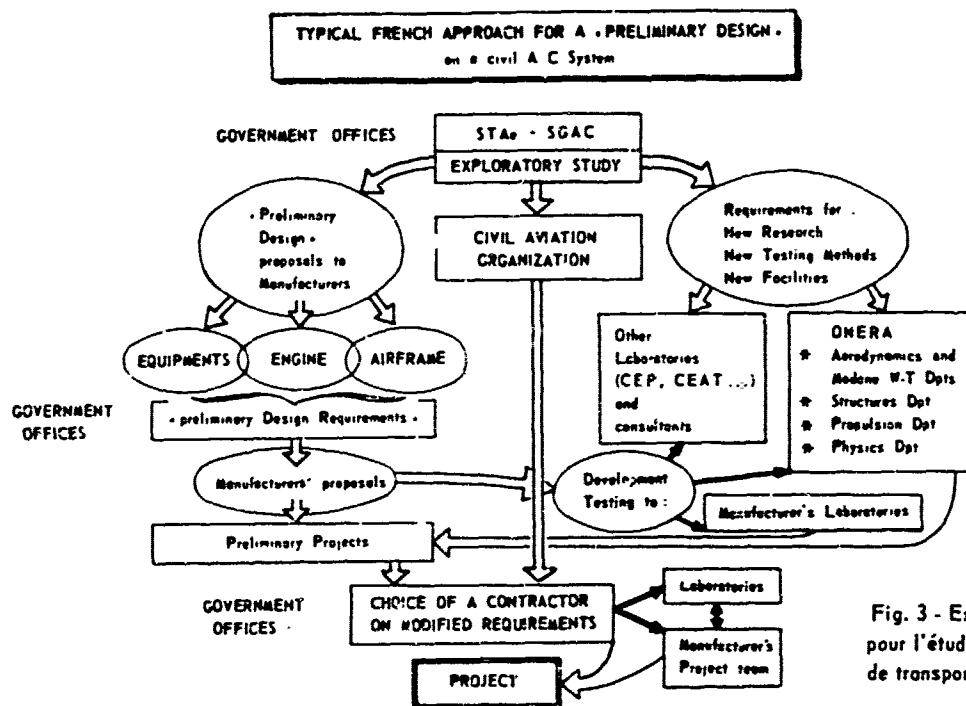 TYPICAL FRENCH APPROACH FOR A . PRELIMINARY DESIGN .
on a civil A C System
GOVERNMENT OFFICES
STAe - SGAC
EXPLORATORY STUDY
. Preliminary
Design .
proposals to
Manufacturers
CIVIL AVIATION
ORGANIZATION
Requirements for .
New Research
New Testing Methods
New Facilities
EQUIPMENTS
ENGINE
AIRFRAME
Other
Laboratories
(CEP, CEAT ...)
and
consultants
ONERA
* Aerodynamics and
Modane W-T Dpts
* Structures Dpt
* Propulsion Dpt
* Physics Dpt
GOVERNMENT
OFFICES
. preliminary Design Requirements .
Manufacturers' proposals
Development
Testing to :
Manufacturer's Laboratories
Preliminary Projects
GOVERNMENT
OFFICES
CHOICE OF A CONTRACTOR
ON MODIFIED REQUIREMENTS
Laboratories
Manufacturer's
Project team
PROJECT
Fig. 3 - Ex
pour l'étud
de transpor